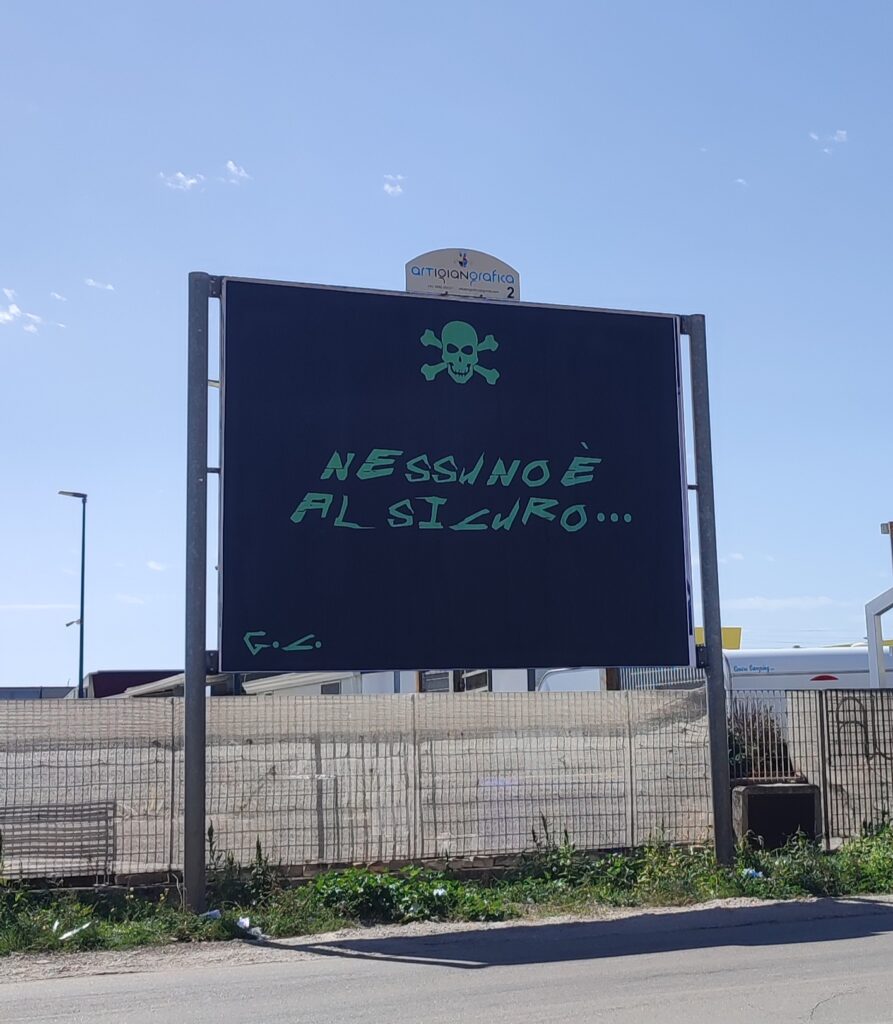 artigiangrafica
2
NESSUNO È
AL SICURO...
G.C.